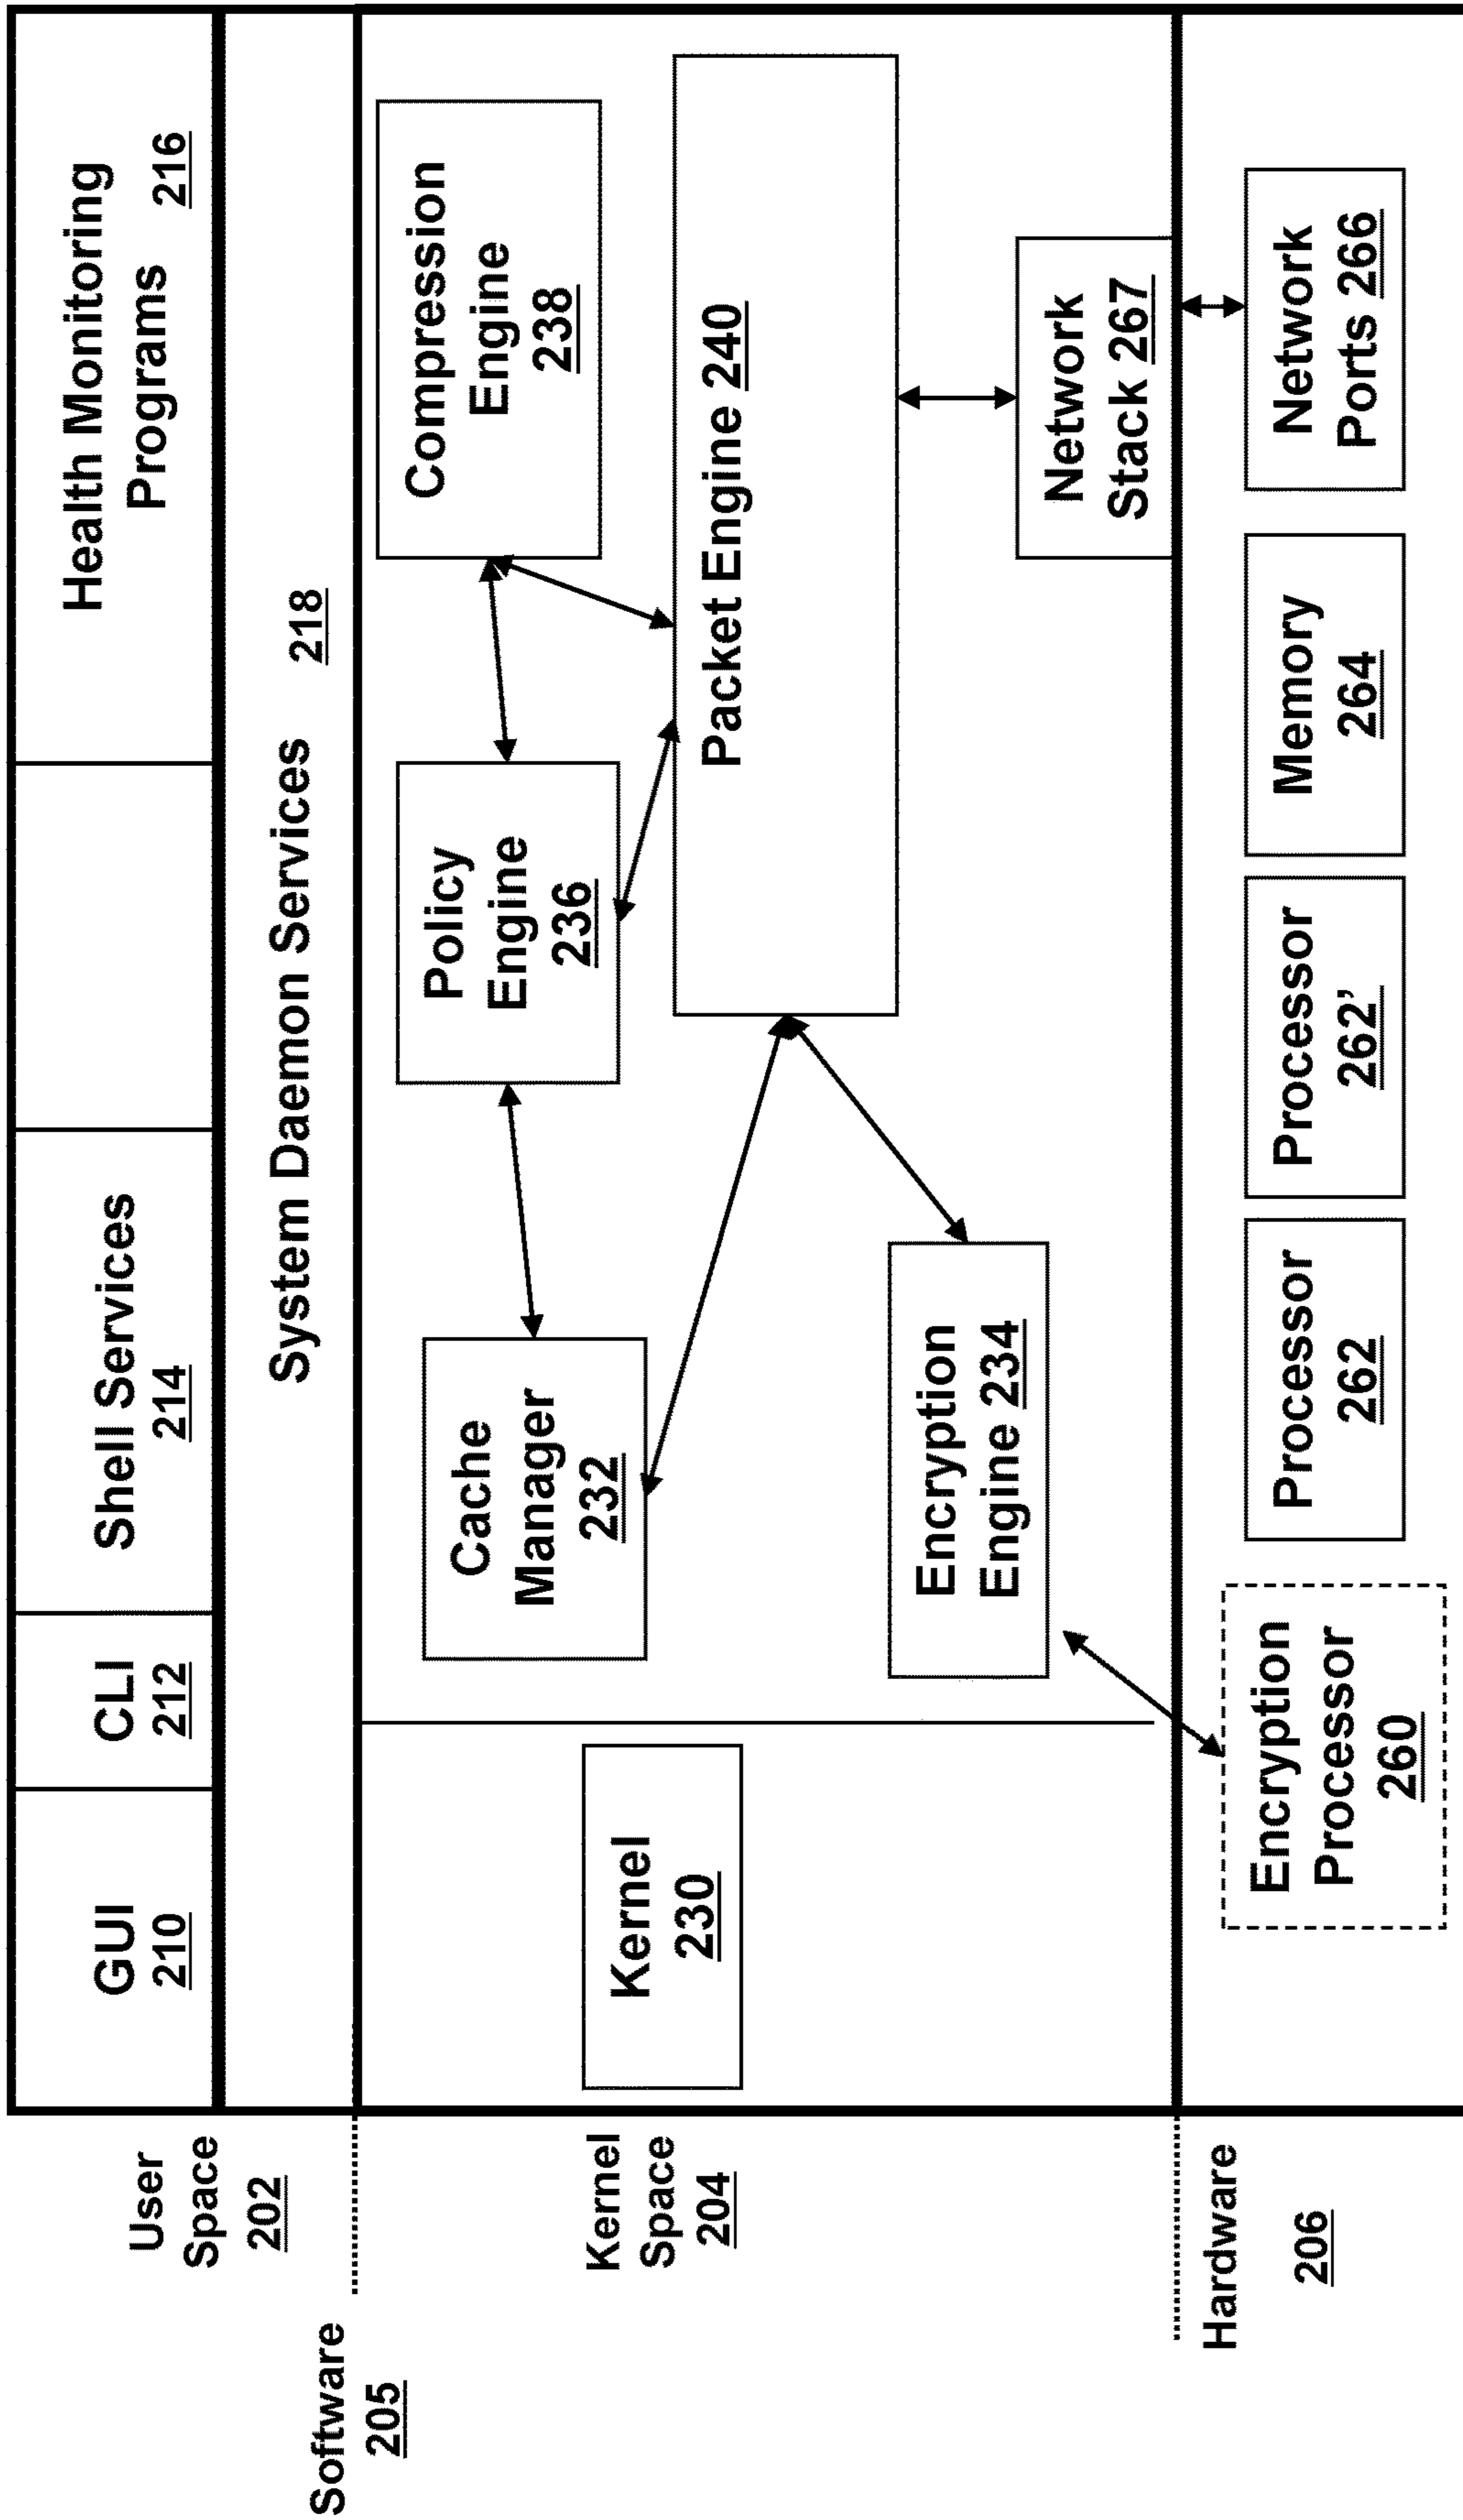 Software
205
User
Space
202
Kernel
Space
204
Hardware
206
GUI
210
CLI
212
Shell Services
214
Health Monitoring
Programs
216
System Daemon Services
218
Kernel
230
Cache
Manager
232
Policy
Engine
236
Compression
Engine
238
Packet Engine 240
Encryption
Engine 234
Network
Stack 267
Encryption
Processor
260
Processor
262
Processor
262’
Memory
264
Network
Ports 266